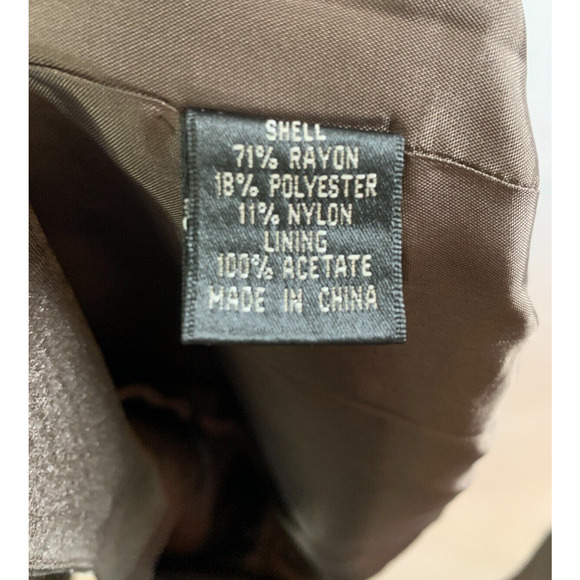 SHELL
71% RAYON
18% POLYESTER
11% NYLON
LINING
100% ACETATE
MADE IN CHINA